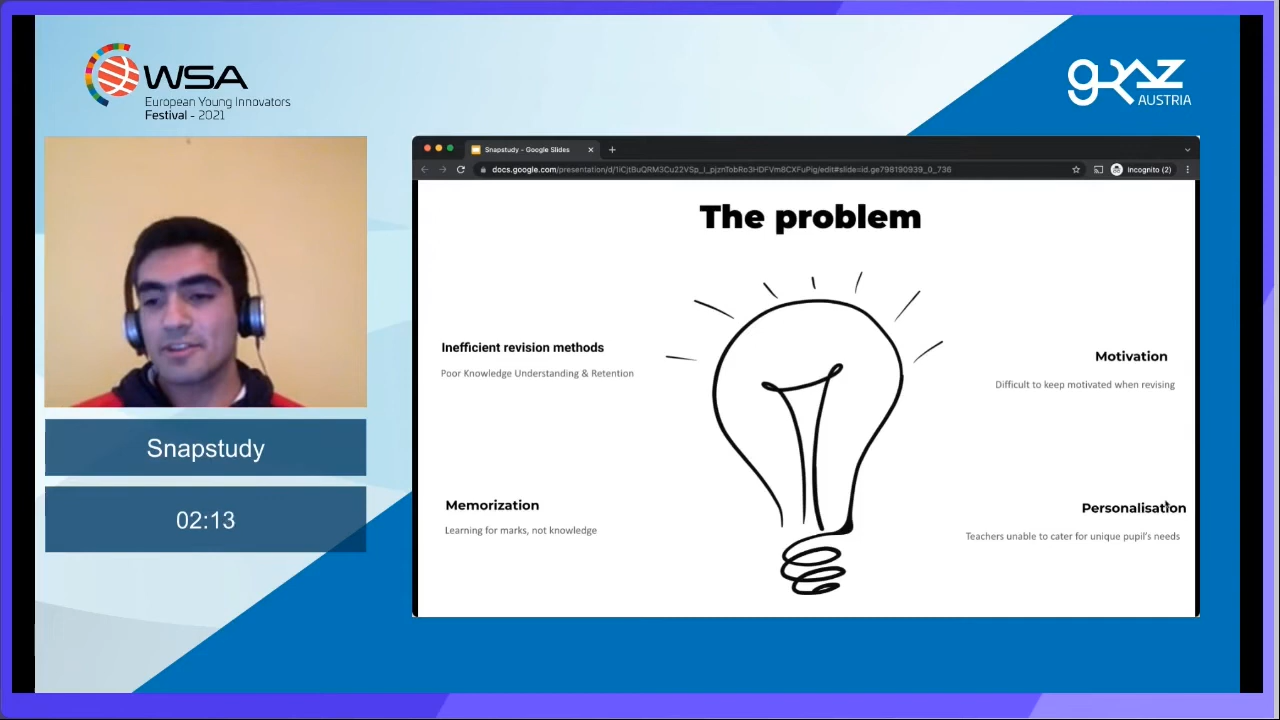 WSA
European Young Innovators
Festival - 2021
GRAZ
AUSTRIA
Snapstudy - Google Slides
Incognito (2)
The problem
Inefficient revision methods
Poor Knowledge Understanding & Retention
Motivation
Difficult to keep motivated when revising
Snapstudy
Memorization
Learning for marks, not knowledge
Personalisation
Teachers unable to cater for unique pupil's needs
02:13